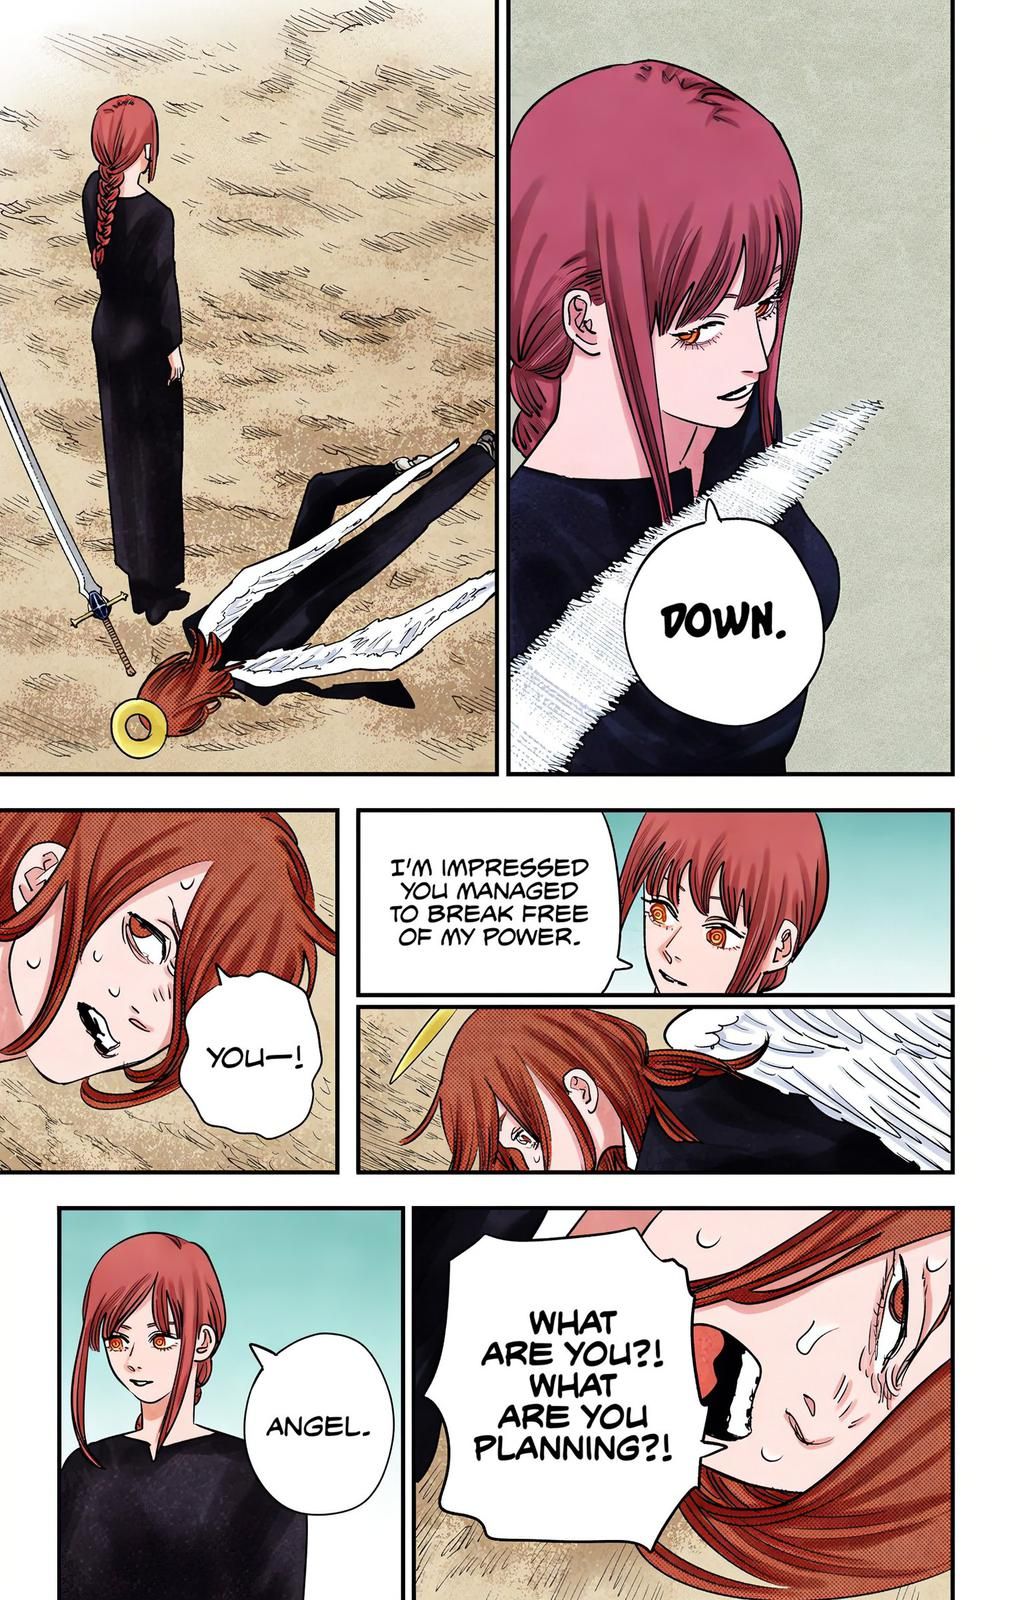 DOWN.
I'M IMPRESSED
YOU MANAGED
TO BREAK FREE
OF MY POWER.
YOU—!
WHAT
ARE YOU?!
WHAT
ARE YOU
PLANNING?!
ANGEL.